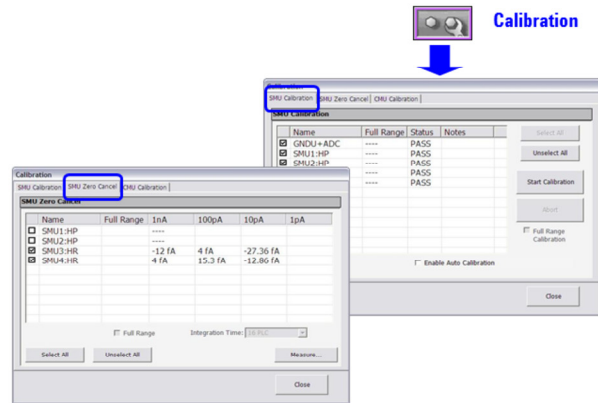 Calibration
SMU Calibration SMU Zero Cancel CMU Calibration
SMU Calibration
Name Full Range Status Notes
GNDU+ADC ---- PASS
SMU1:HP ---- PASS
SMU2:HP ---- PASS
---- PASS
---- PASS
Select All
Unselect All
Start Calibration
Abort
Full Range Calibration
Enable Auto Calibration
Close
Calibration
SMU Calibration SMU Zero Cancel CMU Calibration
SMU Zero Cancel
Name Full Range 1nA 100pA 10pA 1pA
SMU1:HP ----
SMU2:HP ----
SMU3:HR -12 fA 4 fA -27.36 fA
SMU4:HR 4 fA 15.3 fA -12.86 fA
Full Range Integration Time: 16 PLC
Select All Unselect All Measure...
Close